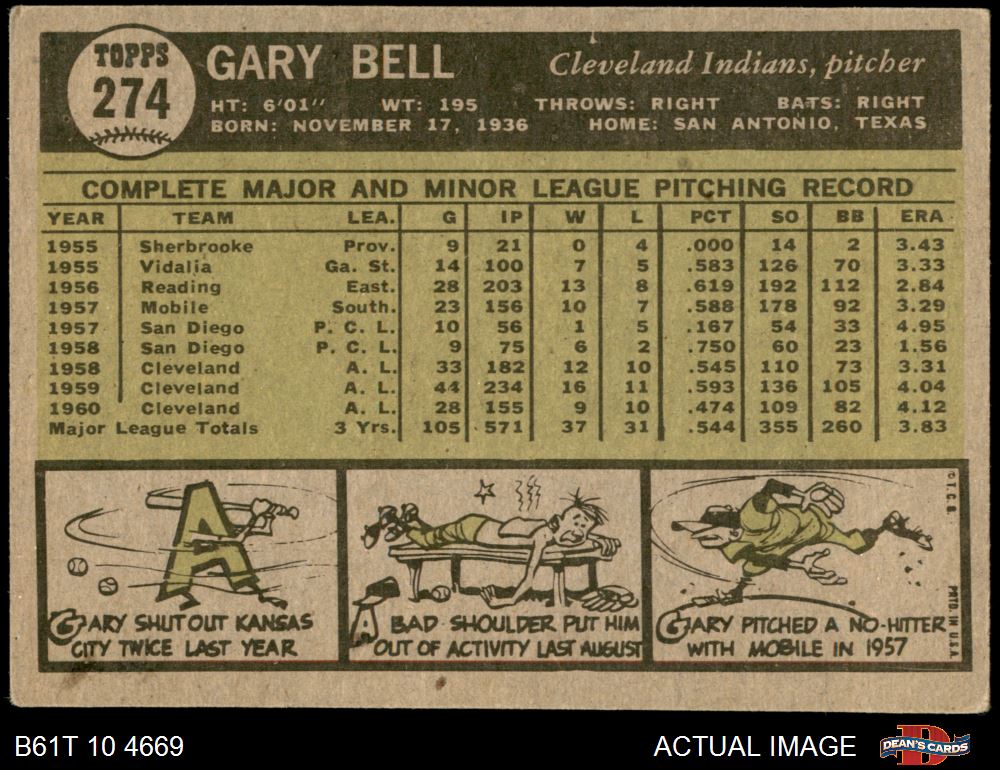 TOPPS
274
GARY BELL
Cleveland Indians, pitcher
HT: 6'01" WT: 195 THROWS: RIGHT BATS: RIGHT
BORN: NOVEMBER 17, 1936 HOME: SAN ANTONIO, TEXAS
COMPLETE MAJOR AND MINOR LEAGUE PITCHING RECORD
YEAR TEAM LEA. G IP W L PCT SO BB ERA
1955 Sherbrooke Prov. 9 21 0 4 .000 14 2 3.43
1955 Vidalia Ga. St. 14 100 7 5 .583 126 70 3.33
1956 Reading East. 28 203 13 8 .619 192 112 2.84
1957 Mobile South. 23 156 10 7 .588 178 92 3.29
1957 San Diego P. C. L. 10 56 1 5 .167 54 33 4.95
1958 San Diego P. C. L. 9 75 6 2 .750 60 23 1.56
1958 Cleveland A. L. 33 182 12 10 .545 110 73 3.31
1959 Cleveland A. L. 44 234 16 11 .593 136 105 4.04
1960 Cleveland A. L. 28 155 9 10 .474 109 82 4.12
Major League Totals 3 Yrs. 105 571 37 31 .544 355 260 3.83
A
GARY SHUTOUT KANSAS
CITY TWICE LAST YEAR
A BAD SHOULDER PUT HIM
OUT OF ACTIVITY LAST AUGUST
GARY PITCHED A NO-HITTER
WITH MOBILE IN 1957
© T. C. G.
PRTD. IN U.S.A.
B61T 10 4669
ACTUAL IMAGE
D
DEAN'S CARDS